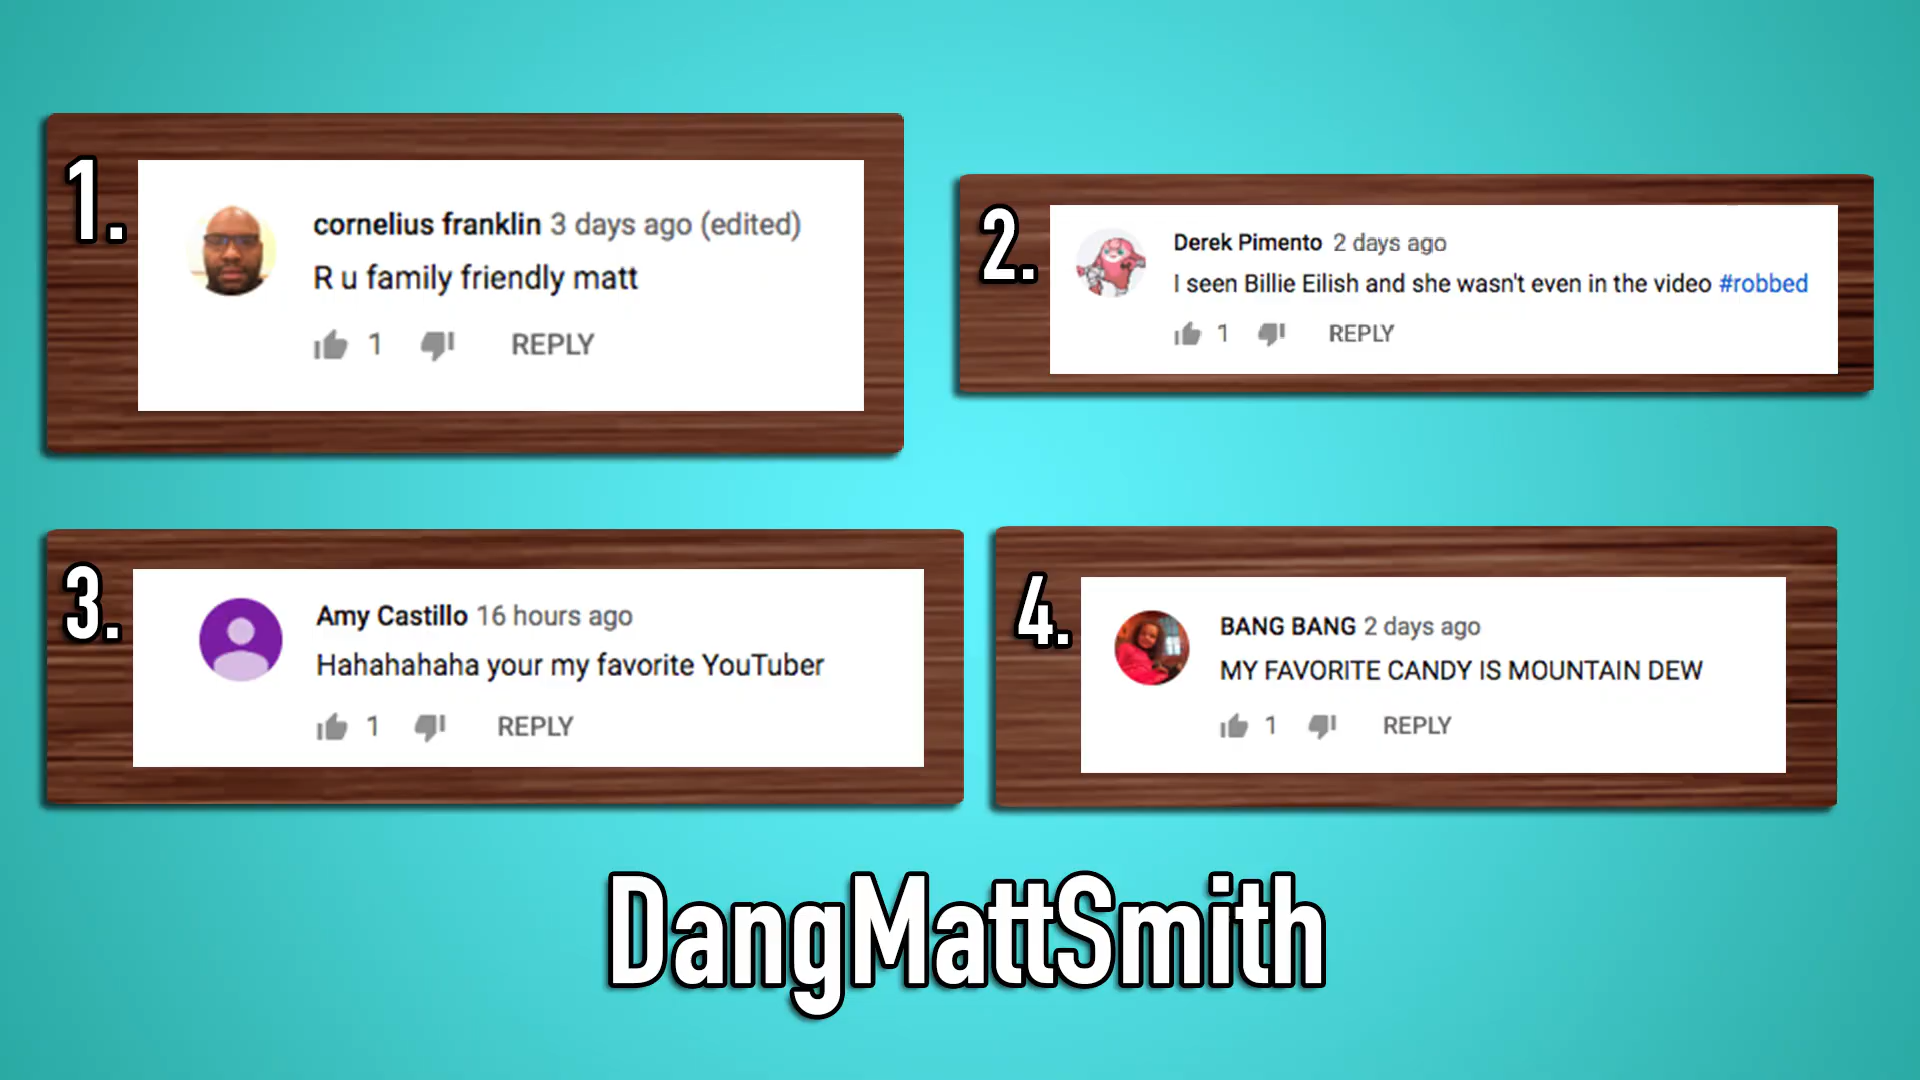 1.
cornelius franklin 3 days ago (edited)
R u family friendly matt
1 REPLY
2.
Derek Pimento 2 days ago
I seen Billie Eilish and she wasn't even in the video #robbed
1 REPLY
3.
Amy Castillo 16 hours ago
Hahahahaha your my favorite YouTuber
1 REPLY
4.
BANG BANG 2 days ago
MY FAVORITE CANDY IS MOUNTAIN DEW
1 REPLY
DangMattSmith